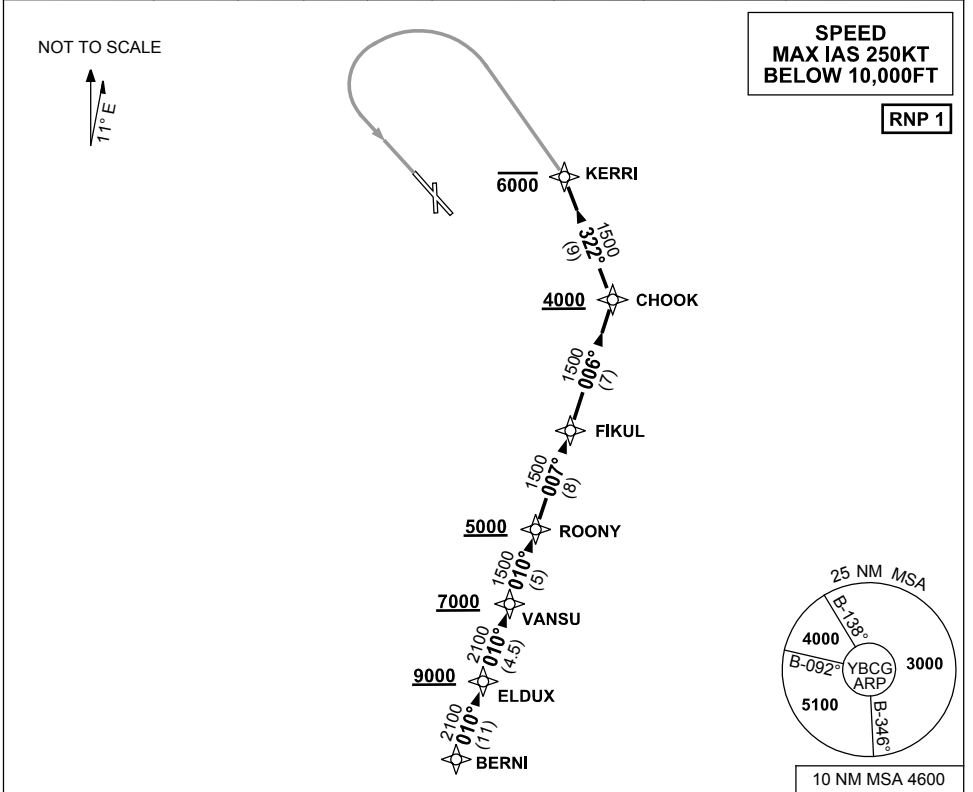 NOT TO SCALE
11° E
SPEED
MAX IAS 250KT
BELOW 10,000FT
RNP 1
6000
KERRI
1500
322°
(9)
4000
CHOOK
1500
006°
(7)
FIKUL
1500
007°
(8)
5000
ROONY
1500
010°
(5)
7000
VANSU
2100
010°
(4.5)
9000
ELDUX
2100
010°
(11)
BERNI
25 NM MSA
B-138°
4000
B-092°
YBCG
ARP
3000
5100
B-346°
10 NM MSA 4600